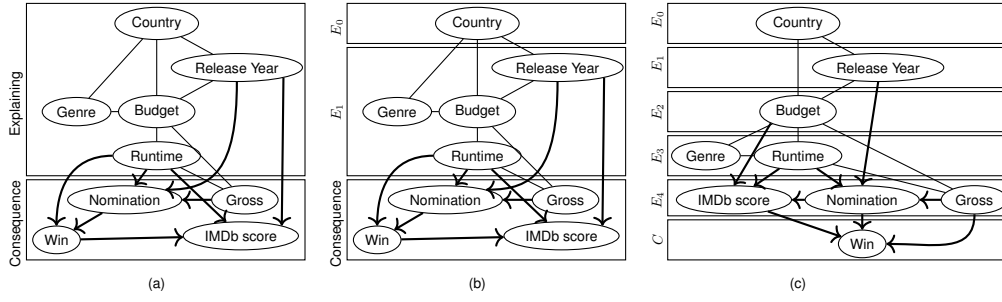 Explaining
Consequence
Country
Release Year
Genre
Budget
Runtime
Nomination
Gross
Win
IMDb score
(a)
E0
E1
Consequence
Country
Release Year
Genre
Budget
Runtime
Nomination
Gross
Win
IMDb score
(b)
E0
E1
E2
E3
E4
C
Country
Release Year
Budget
Genre
Runtime
IMDb score
Nomination
Gross
Win
(c)